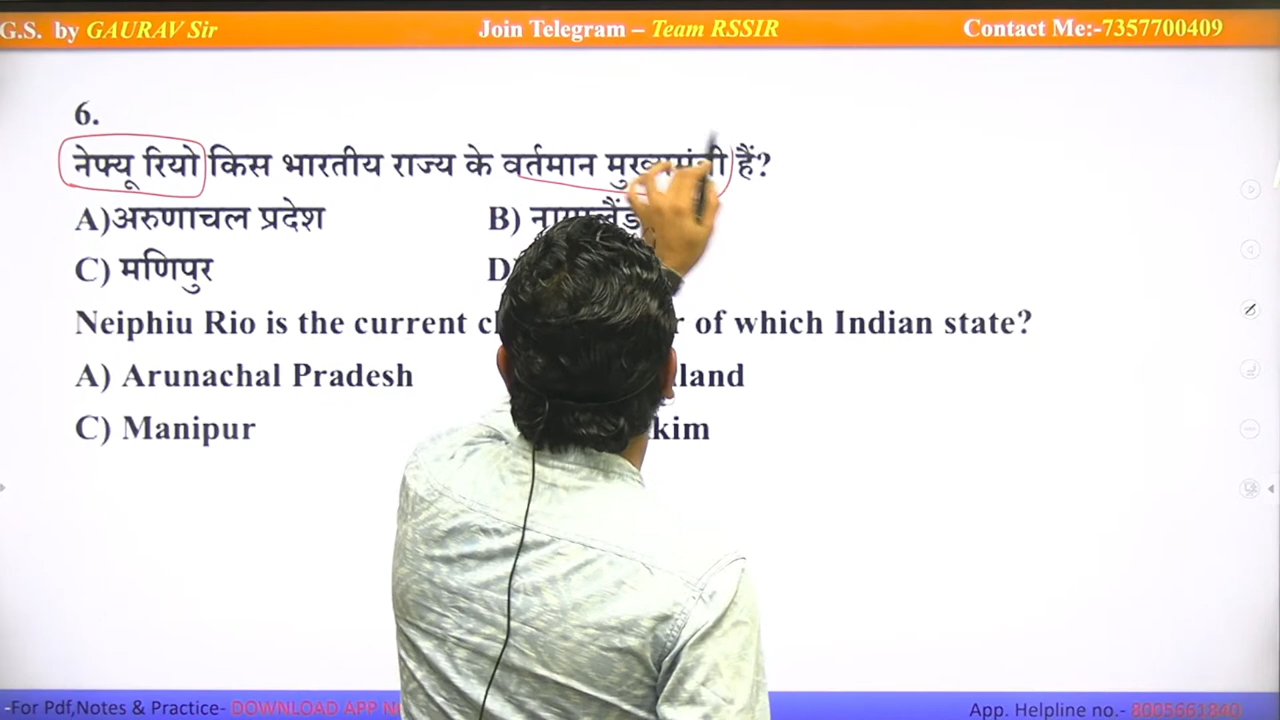 G.S. by GAURAV Sir Join Telegram – Team RSSIR Contact Me:-7357700409
6.
नेफ्यू रियो किस भारतीय राज्य के वर्तमान मुख्यमंत्री हैं?
A)अरुणाचल प्रदेश B) नागालैंड
C) मणिपुर D
Neiphiu Rio is the current of which Indian state?
A) Arunachal Pradesh
C) Manipur
-For Pdf,Notes & Practice- DOWNLOAD APP App. Helpline no.- 8005661840